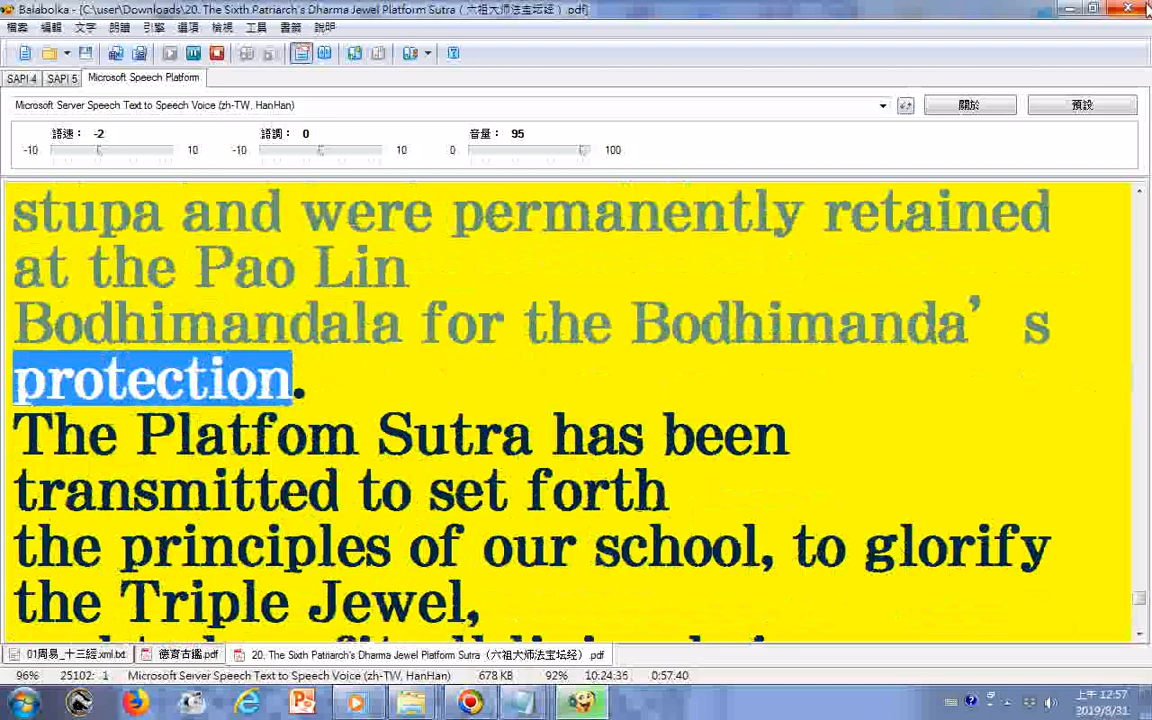 Balabolka - [C:\user\Downloads\20. The Sixth Patriarch's Dharma Jewel Platform Sutra（六祖大师法宝坛经）.pdf]
檔案 編輯 文字 朗讀 引擎 選項 檢視 工具 書籤 說明
SAPI 4 SAPI 5 Microsoft Speech Platform
Microsoft Server Speech Text to Speech Voice (zh-TW, HanHan) 關於 預設
語速： -2 語調： 0 音量： 95
-10 10 -10 10 0 100
stupa and were permanently retained
at the Pao Lin
Bodhimandala for the Bodhimanda’s
protection.
The Platfom Sutra has been
transmitted to set forth
the principles of our school, to glorify
the Triple Jewel,
01周易_十三經.xml.txt 德育古鑑.pdf 20. The Sixth Patriarch's Dharma Jewel Platform Sutra（六祖大师法宝坛经）.pdf
96% 25102: 1 Microsoft Server Speech Text to Speech Voice (zh-TW, HanHan) 678 KB 92% 10:24:35 0:57:40
上午 12:57
2019/8/31